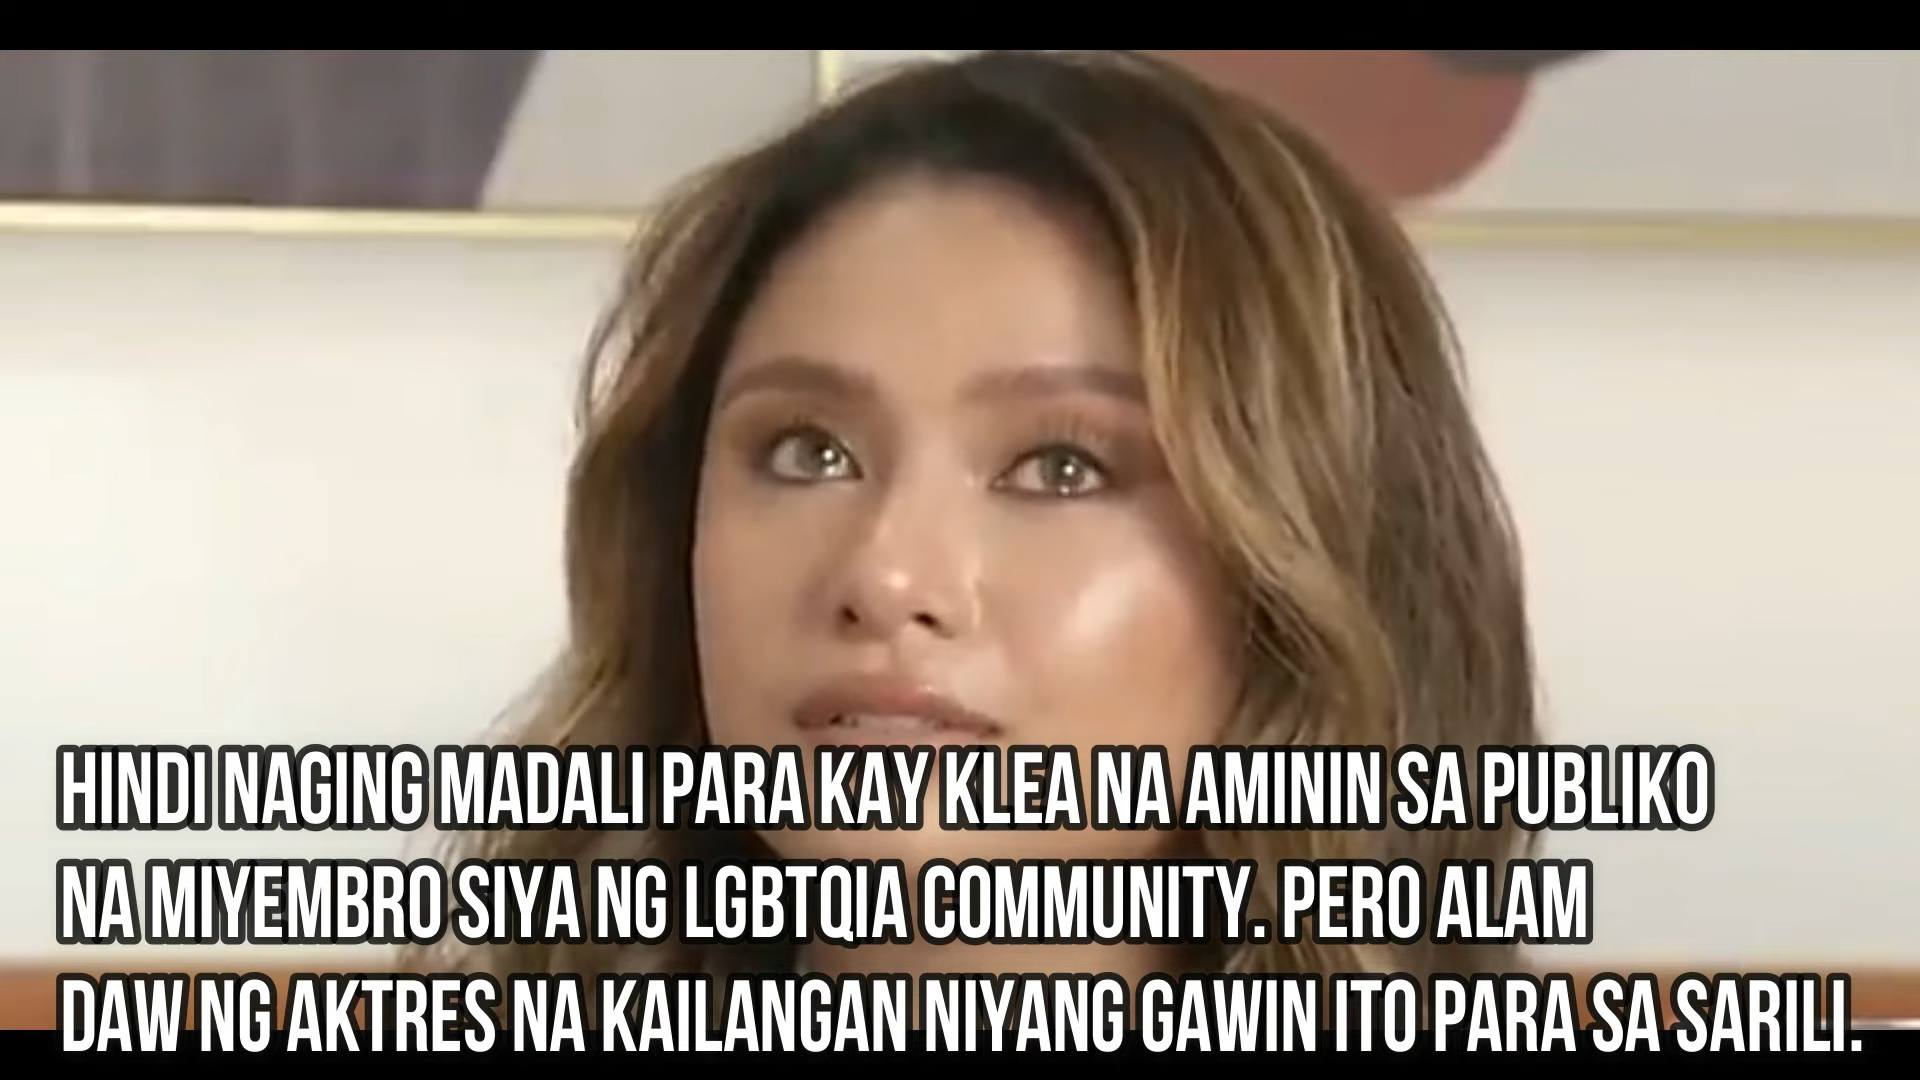 HINDI NAGING MADALI PARA KAY KLEA NA AMININ SA PUBLIKO
NA MIYEMBRO SIYA NG LGBTQIA COMMUNITY. PERO ALAM
DAW NG AKTRES NA KAILANGAN NIYANG GAWIN ITO PARA SA SARILI.